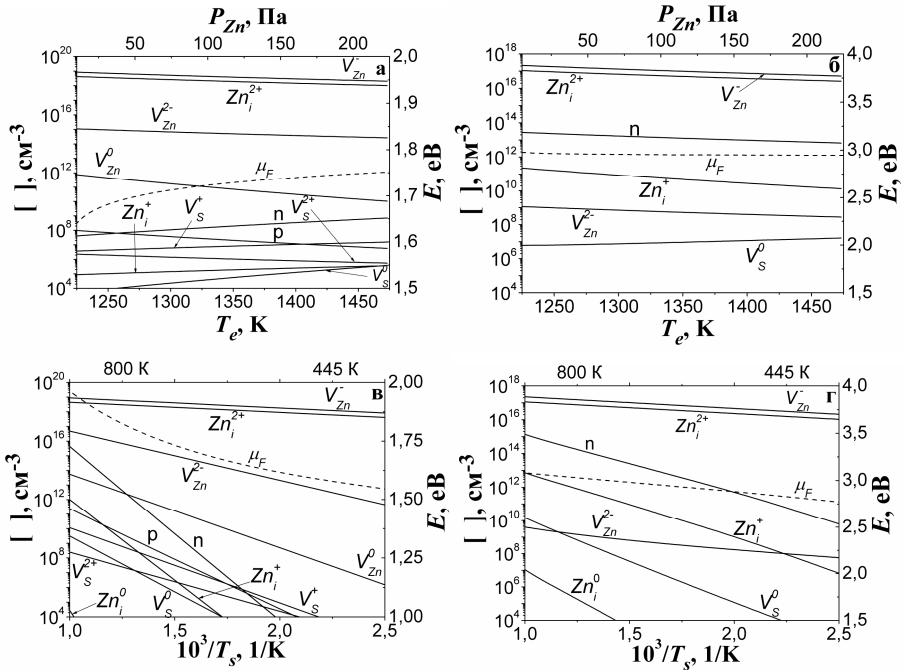 P_Zn, Па
50 100 150 200
10^20 10^16 10^12 10^8 10^4
[ ], см^-3
2,0 1,9 1,8 1,7 1,6 1,5
E, еВ
а
V_Zn^-
Zn_i^2+
V_Zn^2-
V_Zn^0
μ_F
Zn_i^+
V_S^+
V_S^2+
n
p
V_S^0
1250 1300 1350 1400 1450
T_e, K
P_Zn, Па
50 100 150 200
10^18 10^16 10^14 10^12 10^10 10^8 10^6 10^4
[ ], см^-3
4,0 3,5 3,0 2,5 2,0 1,5
E, еВ
б
Zn_i^2+
V_Zn^-
n
μ_F
Zn_i^+
V_Zn^2-
V_S^0
1250 1300 1350 1400 1450
T_e, K
800 K 445 K
10^20 10^16 10^12 10^8 10^4
[ ], см^-3
2,00 1,75 1,50 1,25 1,00
E, еВ
в
V_Zn^-
Zn_i^2+
μ_F
V_Zn^2-
p
n
V_Zn^0
V_S^2+
Zn_i^0
V_S^0
Zn_i^+
V_S^+
1,0 1,5 2,0 2,5
10^3/T_s, 1/K
800 K 445 K
10^18 10^16 10^14 10^12 10^10 10^8 10^6 10^4
[ ], см^-3
4,0 3,5 3,0 2,5 2,0 1,5
E, еВ
г
V_Zn^-
Zn_i^2+
n
μ_F
V_Zn^2-
Zn_i^+
Zn_i^0
V_S^0
1,0 1,5 2,0 2,5
10^3/T_s, 1/K